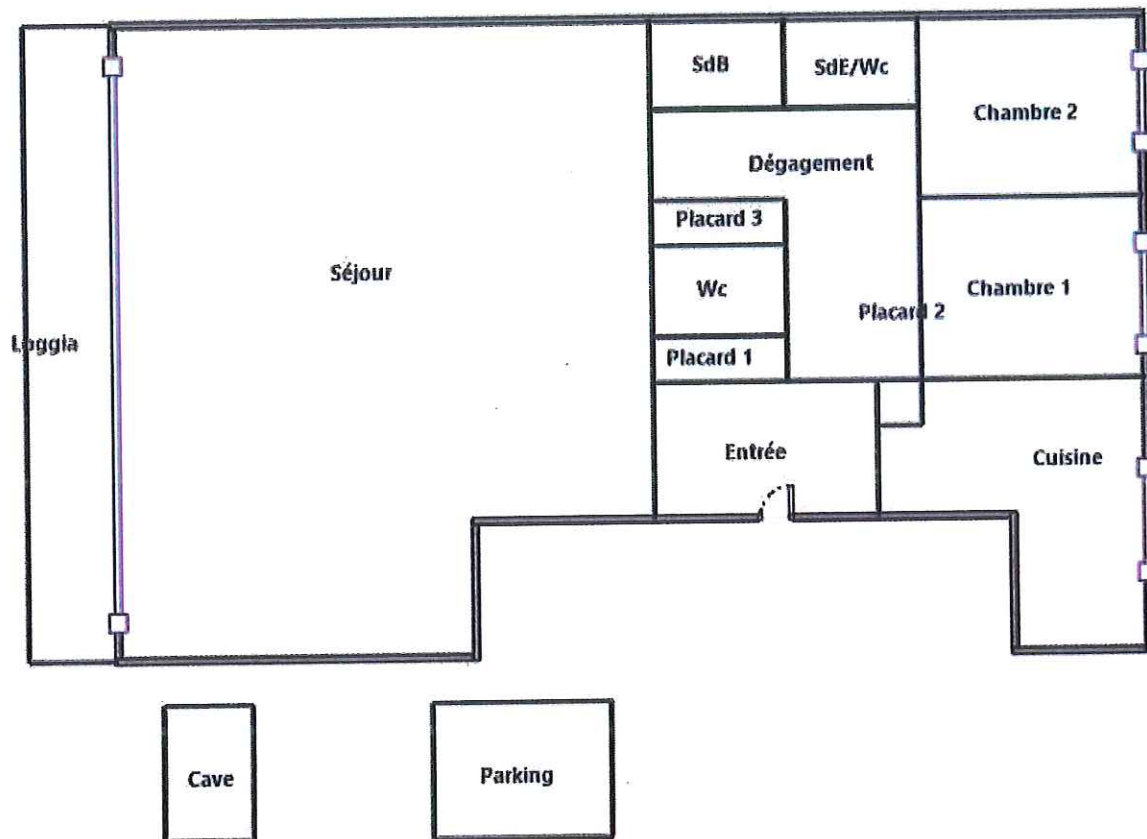 SdB
SdE/Wc
Chambre 2
Dégagement
Placard 3
Séjour
Wc
Chambre 1
Placard 2
Loggia
Placard 1
Entrée
Cuisine
Cave
Parking